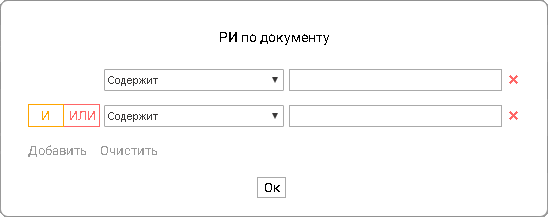 РИ по документу
Содержит
И ИЛИ Содержит
Добавить Очистить
Ок